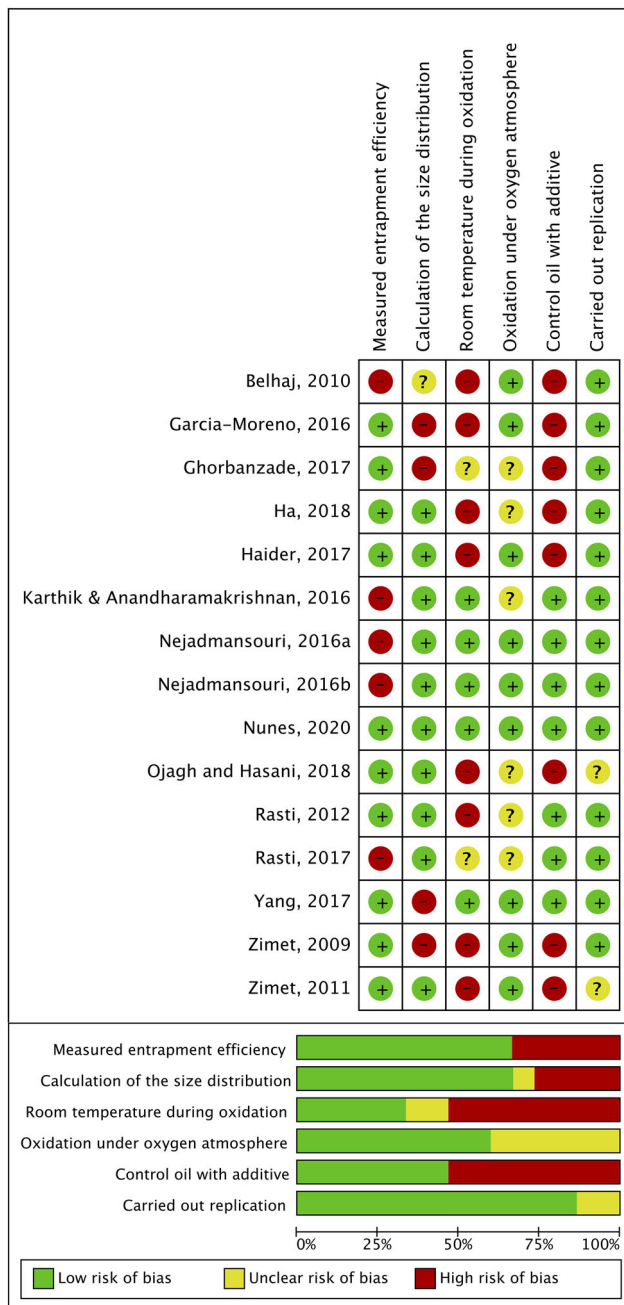 Measured entrapment efficiency
Calculation of the size distribution
Room temperature during oxidation
Oxidation under oxygen atmosphere
Control oil with additive
Carried out replication
Belhaj, 2010 - ? - + - +
Garcia-Moreno, 2016 + - - + - +
Ghorbanzade, 2017 + - ? ? - +
Ha, 2018 + + - ? - +
Haider, 2017 + + - + - +
Karthik & Anandharamakrishnan, 2016 - + + ? + +
Nejadmansouri, 2016a - + + + + +
Nejadmansouri, 2016b - + + + + +
Nunes, 2020 + + + + + +
Ojagh and Hasani, 2018 + + - ? - ?
Rasti, 2012 + + - ? + +
Rasti, 2017 - + ? ? + +
Yang, 2017 + - + + + +
Zimet, 2009 + - - + - +
Zimet, 2011 + + - + - ?
Measured entrapment efficiency
Calculation of the size distribution
Room temperature during oxidation
Oxidation under oxygen atmosphere
Control oil with additive
Carried out replication
0% 25% 50% 75% 100%
Low risk of bias Unclear risk of bias High risk of bias